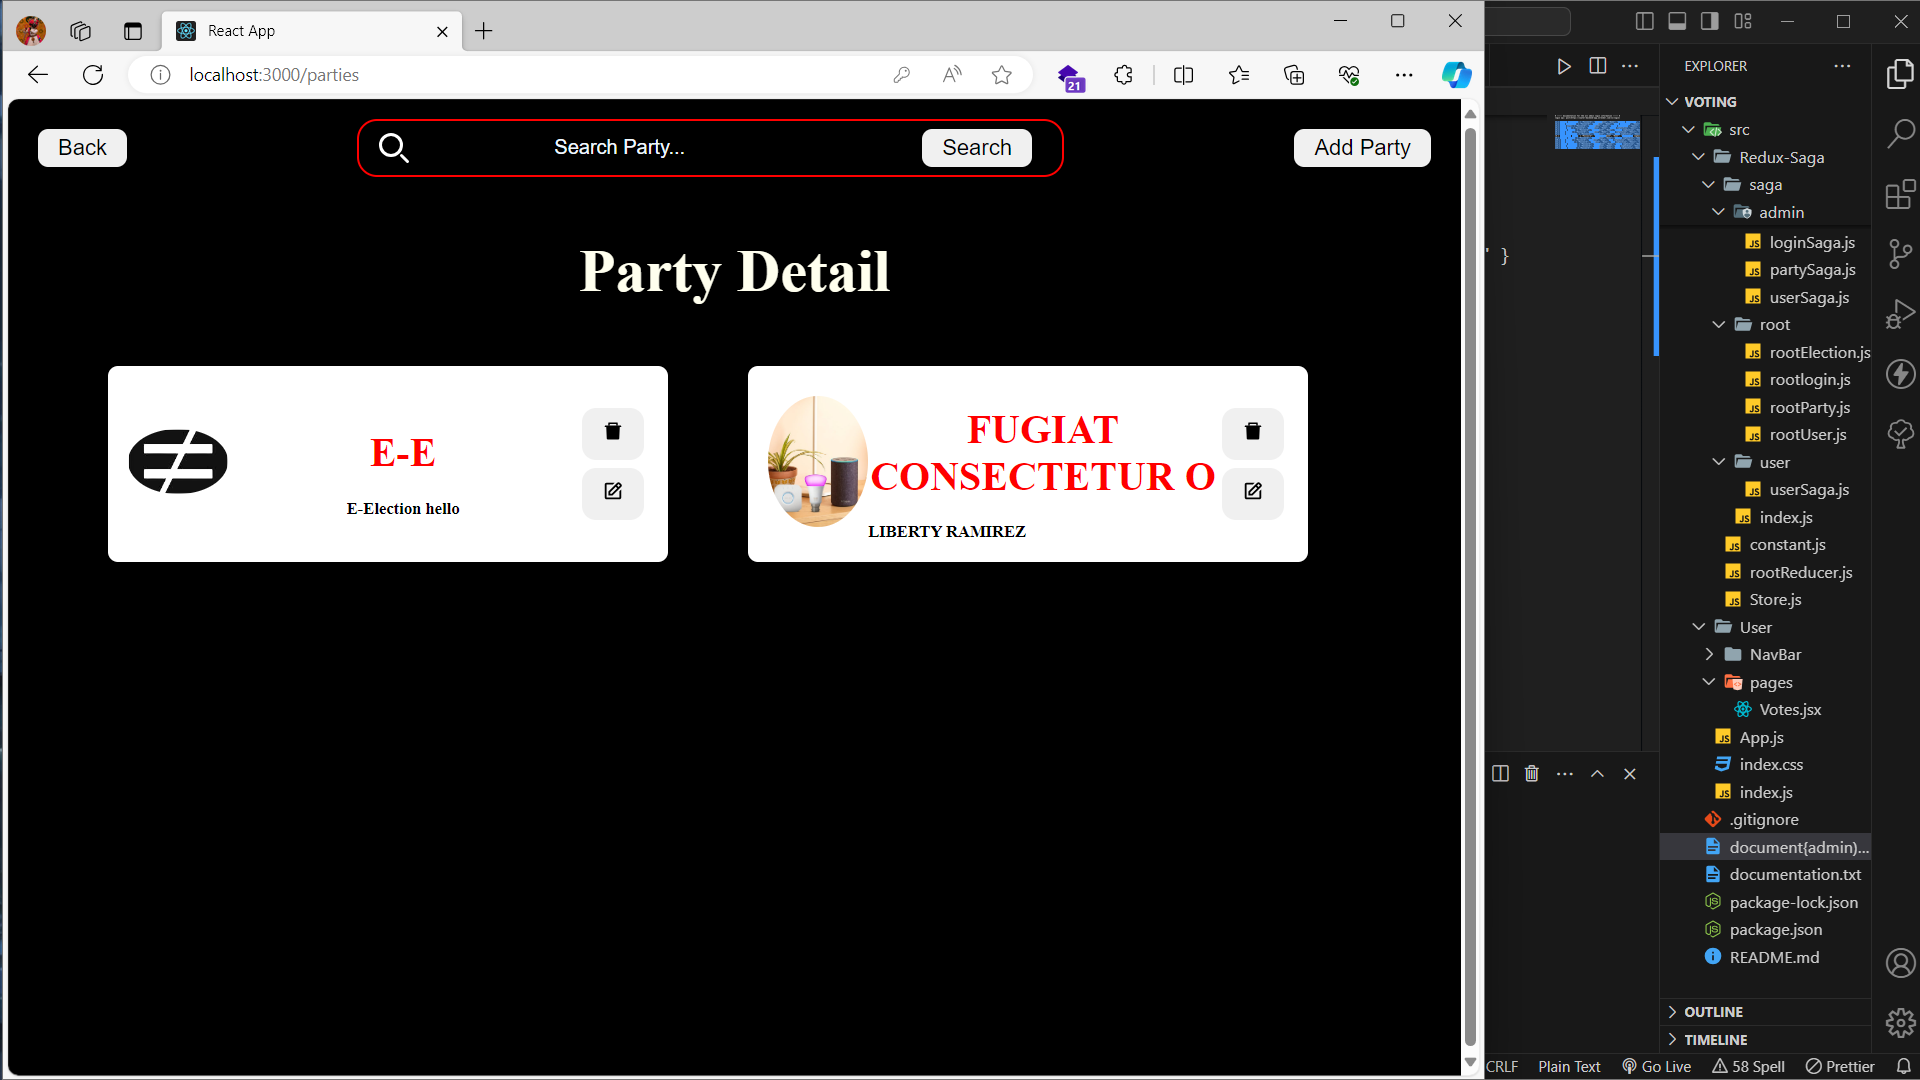 React App
localhost:3000/parties
21
Back
Search Party...
Search
Add Party
Party Detail
E-E
E-Election hello
FUGIAT
CONSECTETUR O
LIBERTY RAMIREZ
' }
EXPLORER
VOTING
src
Redux-Saga
saga
admin
loginSaga.js
partySaga.js
userSaga.js
root
rootElection.js
rootlogin.js
rootParty.js
rootUser.js
user
userSaga.js
index.js
constant.js
rootReducer.js
Store.js
User
NavBar
pages
Votes.jsx
App.js
index.css
index.js
.gitignore
document{admin)...
documentation.txt
package-lock.json
package.json
README.md
OUTLINE
TIMELINE
CRLF Plain Text Go Live 58 Spell Prettier